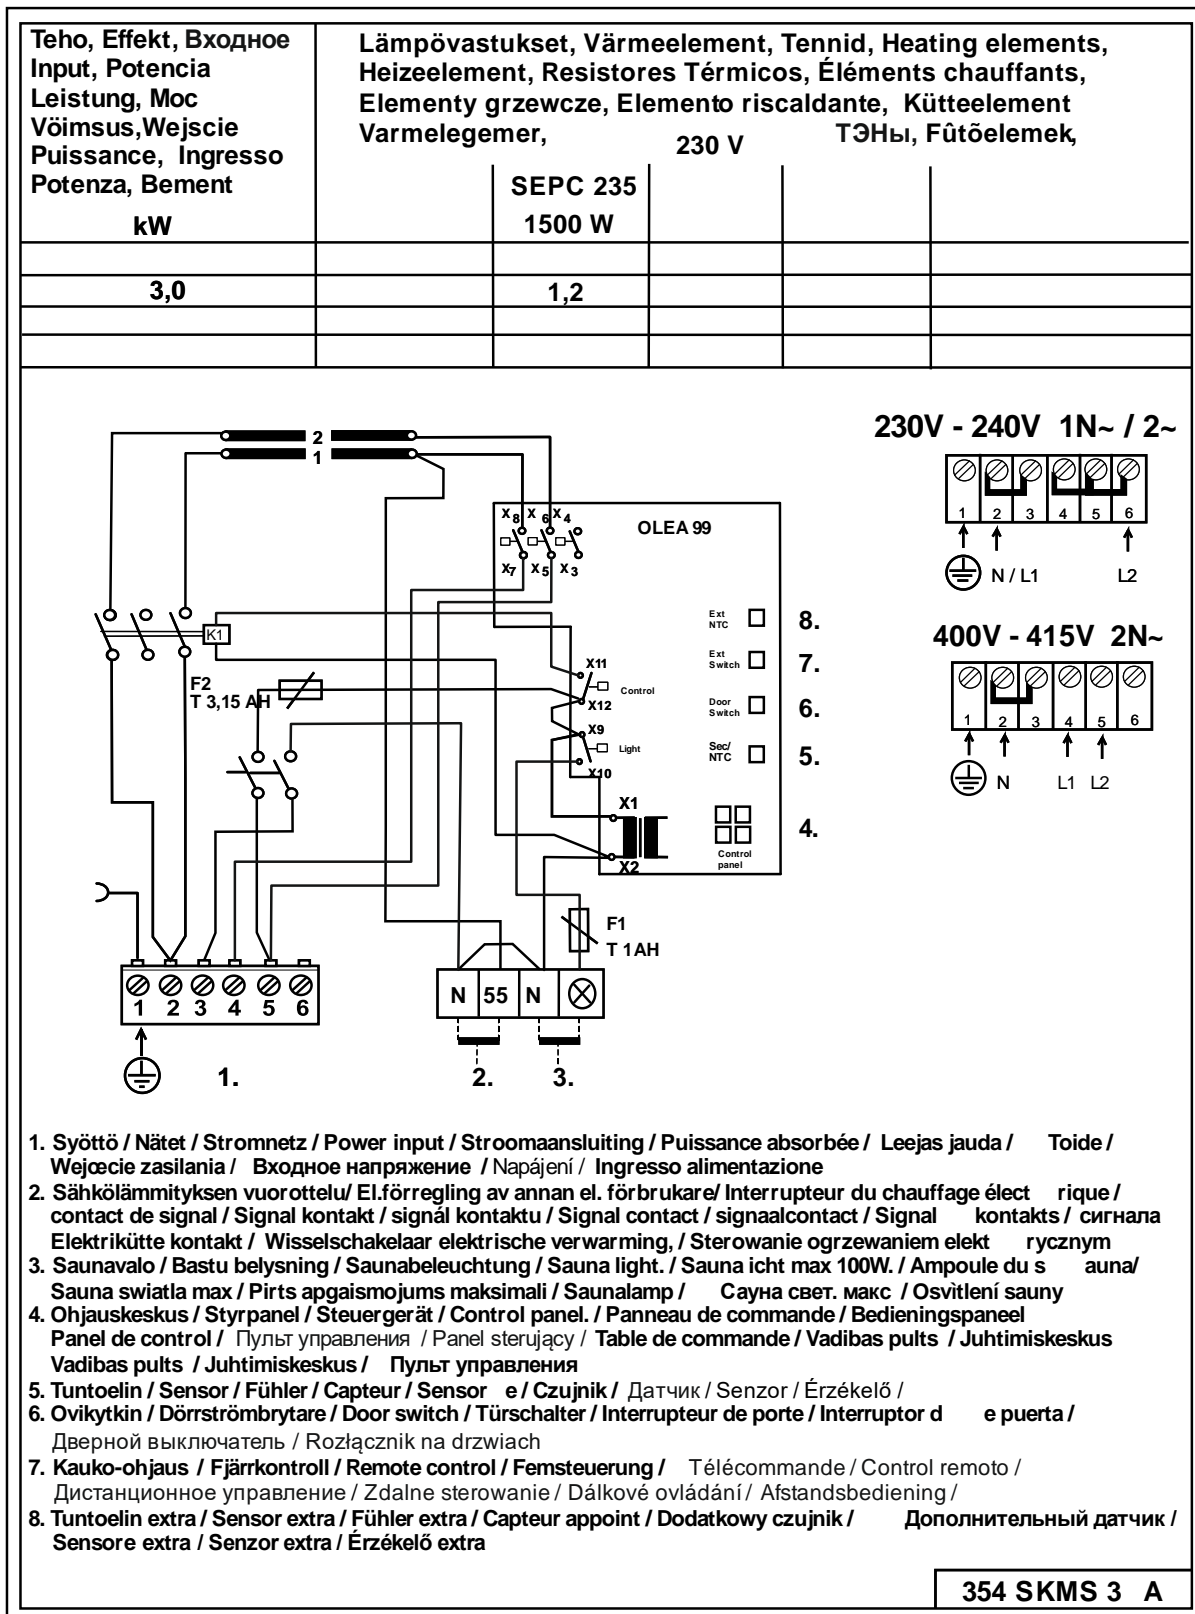 Teho, Effekt, Входное
Input, Potencia
Leistung, Moc
Vöimsus,Wejscie
Puissance, Ingresso
Potenza, Bement
kW
Lämpövastukset, Värmeelement, Tennid, Heating elements,
Heizeelement, Resistores Térmicos, Éléments chauffants,
Elementy grzewcze, Elemento riscaldante, Kütteelement
Varmelegemer, 230 V ТЭНы, Fûtõelemek,
SEPC 235
1500 W
3,0 1,2
230V - 240V 1N~ / 2~
1 2 3 4 5 6
N / L1 L2
400V - 415V 2N~
1 2 3 4 5 6
N L1 L2
2
1
X8 X6 X4
OLEA 99
X7 X5 X3
K1
Ext
NTC
8.
Ext
Switch
7.
Door
Switch
6.
Sec/
NTC
5.
Control
panel
4.
X11
Control
X12
X9
Light
X10
X1
X2
F2
T 3,15 AH
F1
T 1AH
1 2 3 4 5 6
N 55 N
1.
2.
3.
1. Syöttö / Nätet / Stromnetz / Power input / Stroomaansluiting / Puissance absorbée / Leejas jauda / Toide /
Wejœcie zasilania / Входное напряжение / Napájení / Ingresso alimentazione
2. Sähkölämmityksen vuorottelu/ El.förregling av annan el. förbrukare/ Interrupteur du chauffage élect rique /
contact de signal / Signal kontakt / signál kontaktu / Signal contact / signaalcontact / Signal kontakts / сигнала
Elektrikütte kontakt / Wisselschakelaar elektrische verwarming, / Sterowanie ogrzewaniem elekt rycznym
3. Saunavalo / Bastu belysning / Saunabeleuchtung / Sauna light. / Sauna icht max 100W. / Ampoule du s auna/
Sauna swiatla max / Pirts apgaismojums maksimali / Saunalamp / Сауна свет. макс / Osvìtlení sauny
4. Ohjauskeskus / Styrpanel / Steuergerät / Control panel. / Panneau de commande / Bedieningspaneel
Panel de control / Пульт управления / Panel sterujący / Table de commande / Vadibas pults / Juhtimiskeskus
Vadibas pults / Juhtimiskeskus / Пульт управления
5. Tuntoelin / Sensor / Fühler / Capteur / Sensor e / Czujnik / Датчик / Senzor / Érzékelő /
6. Ovikytkin / Dörrströmbrytare / Door switch / Türschalter / Interrupteur de porte / Interruptor d e puerta /
Дверной выключатель / Rozłącznik na drzwiach
7. Kauko-ohjaus / Fjärrkontroll / Remote control / Femsteuerung / Télécommande / Control remoto /
Дистанционное управление / Zdalne sterowanie / Dálkové ovládání / Afstandsbediening /
8. Tuntoelin extra / Sensor extra / Fühler extra / Capteur appoint / Dodatkowy czujnik / Дополнительный датчик /
Sensore extra / Senzor extra / Érzékelő extra
354 SKMS 3 A